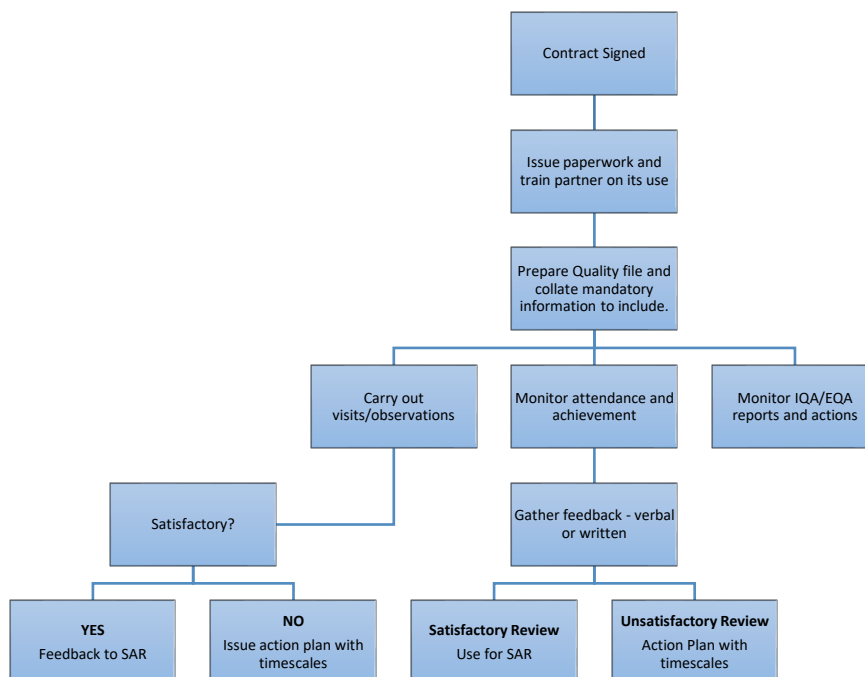 Contract Signed
Issue paperwork and
train partner on its use
Prepare Quality file and
collate mandatory
information to include.
Carry out
visits/observations
Monitor attendance and
achievement
Monitor IQA/EQA
reports and actions
Satisfactory?
Gather feedback - verbal
or written
YES
Feedback to SAR
NO
Issue action plan with
timescales
Satisfactory Review
Use for SAR
Unsatisfactory Review
Action Plan with
timescales